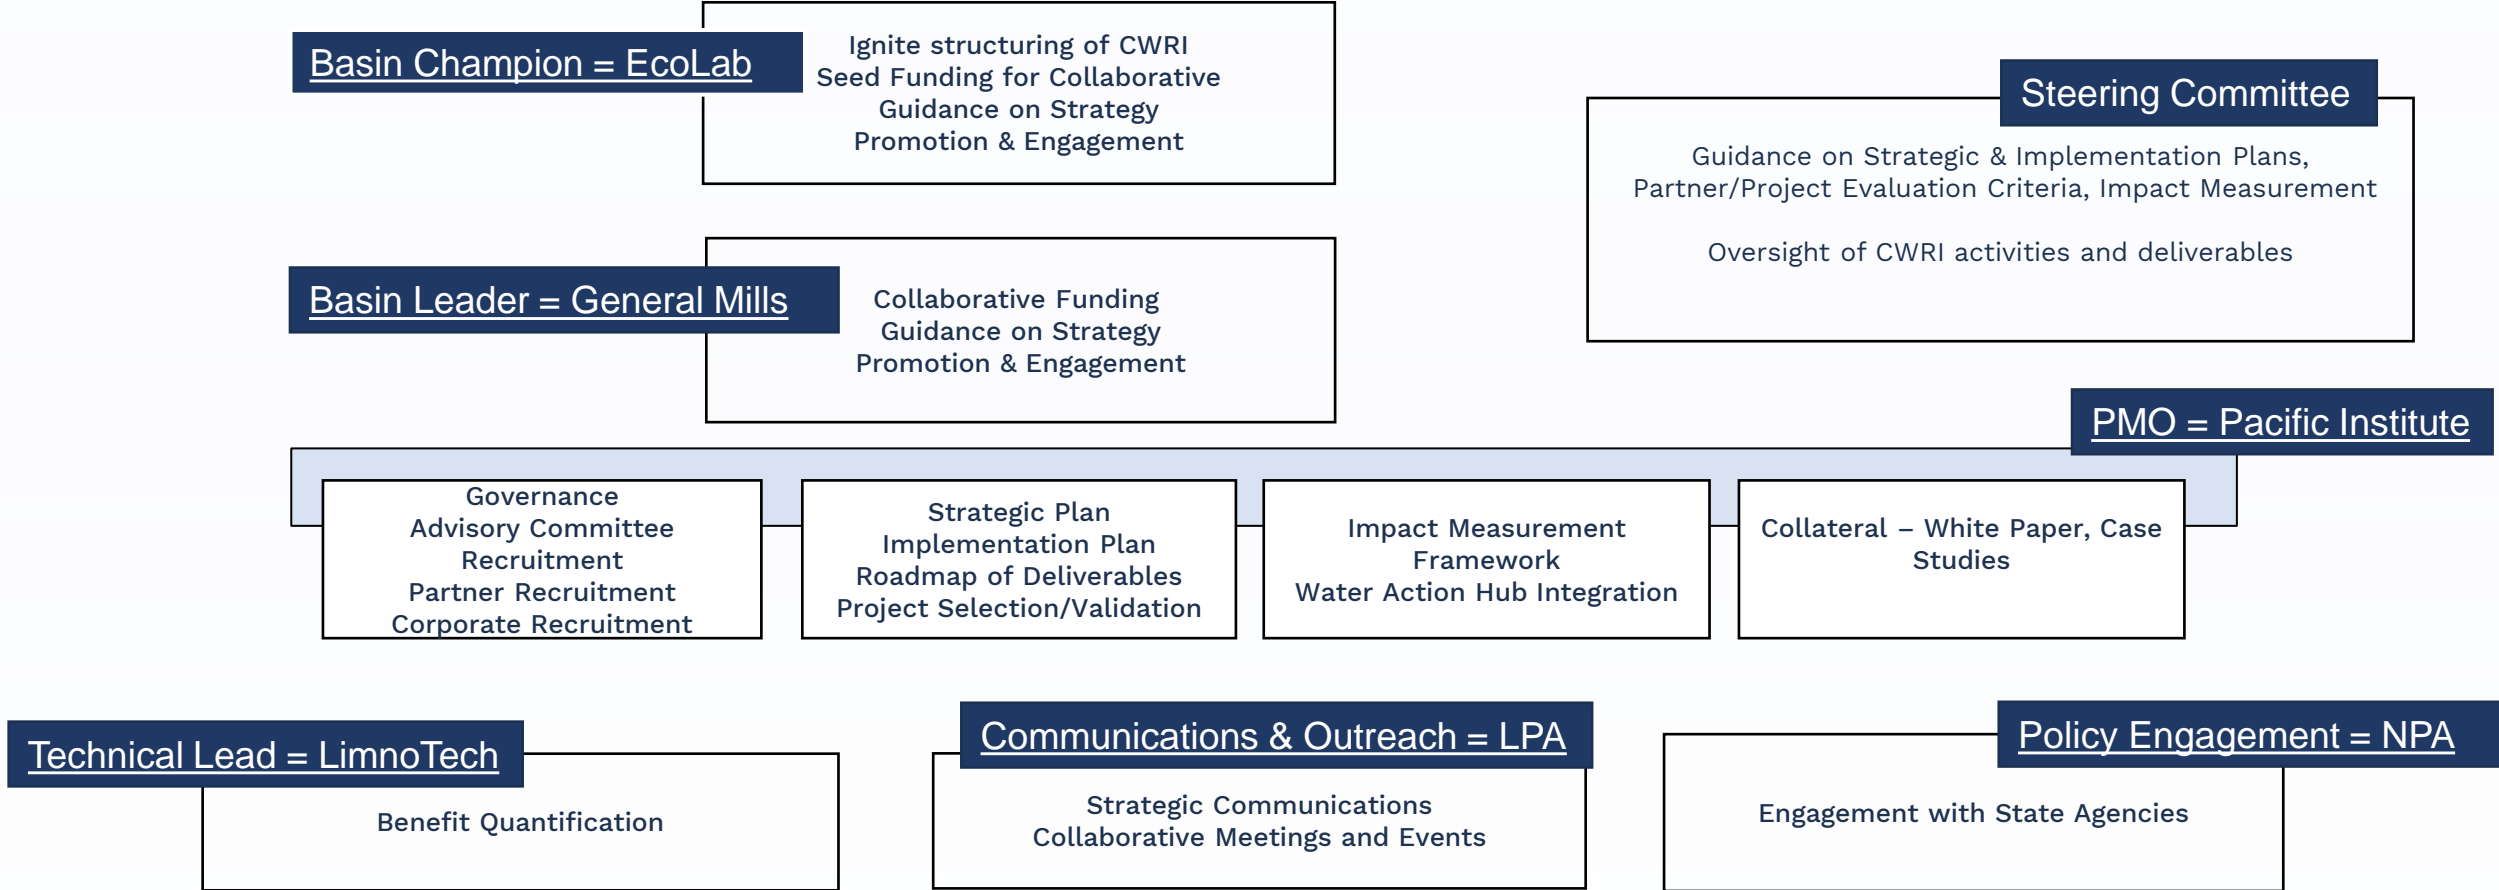 Basin Champion = EcoLab
Ignite structuring of CWRI
Seed Funding for Collaborative
Guidance on Strategy
Promotion & Engagement
Steering Committee
Guidance on Strategic & Implementation Plans,
Partner/Project Evaluation Criteria, Impact Measurement
Oversight of CWRI activities and deliverables
Basin Leader = General Mills
Collaborative Funding
Guidance on Strategy
Promotion & Engagement
PMO = Pacific Institute
Governance
Advisory Committee
Recruitment
Partner Recruitment
Corporate Recruitment
Strategic Plan
Implementation Plan
Roadmap of Deliverables
Project Selection/Validation
Impact Measurement
Framework
Water Action Hub Integration
Collateral – White Paper, Case
Studies
Technical Lead = LimnoTech
Benefit Quantification
Communications & Outreach = LPA
Strategic Communications
Collaborative Meetings and Events
Policy Engagement = NPA
Engagement with State Agencies